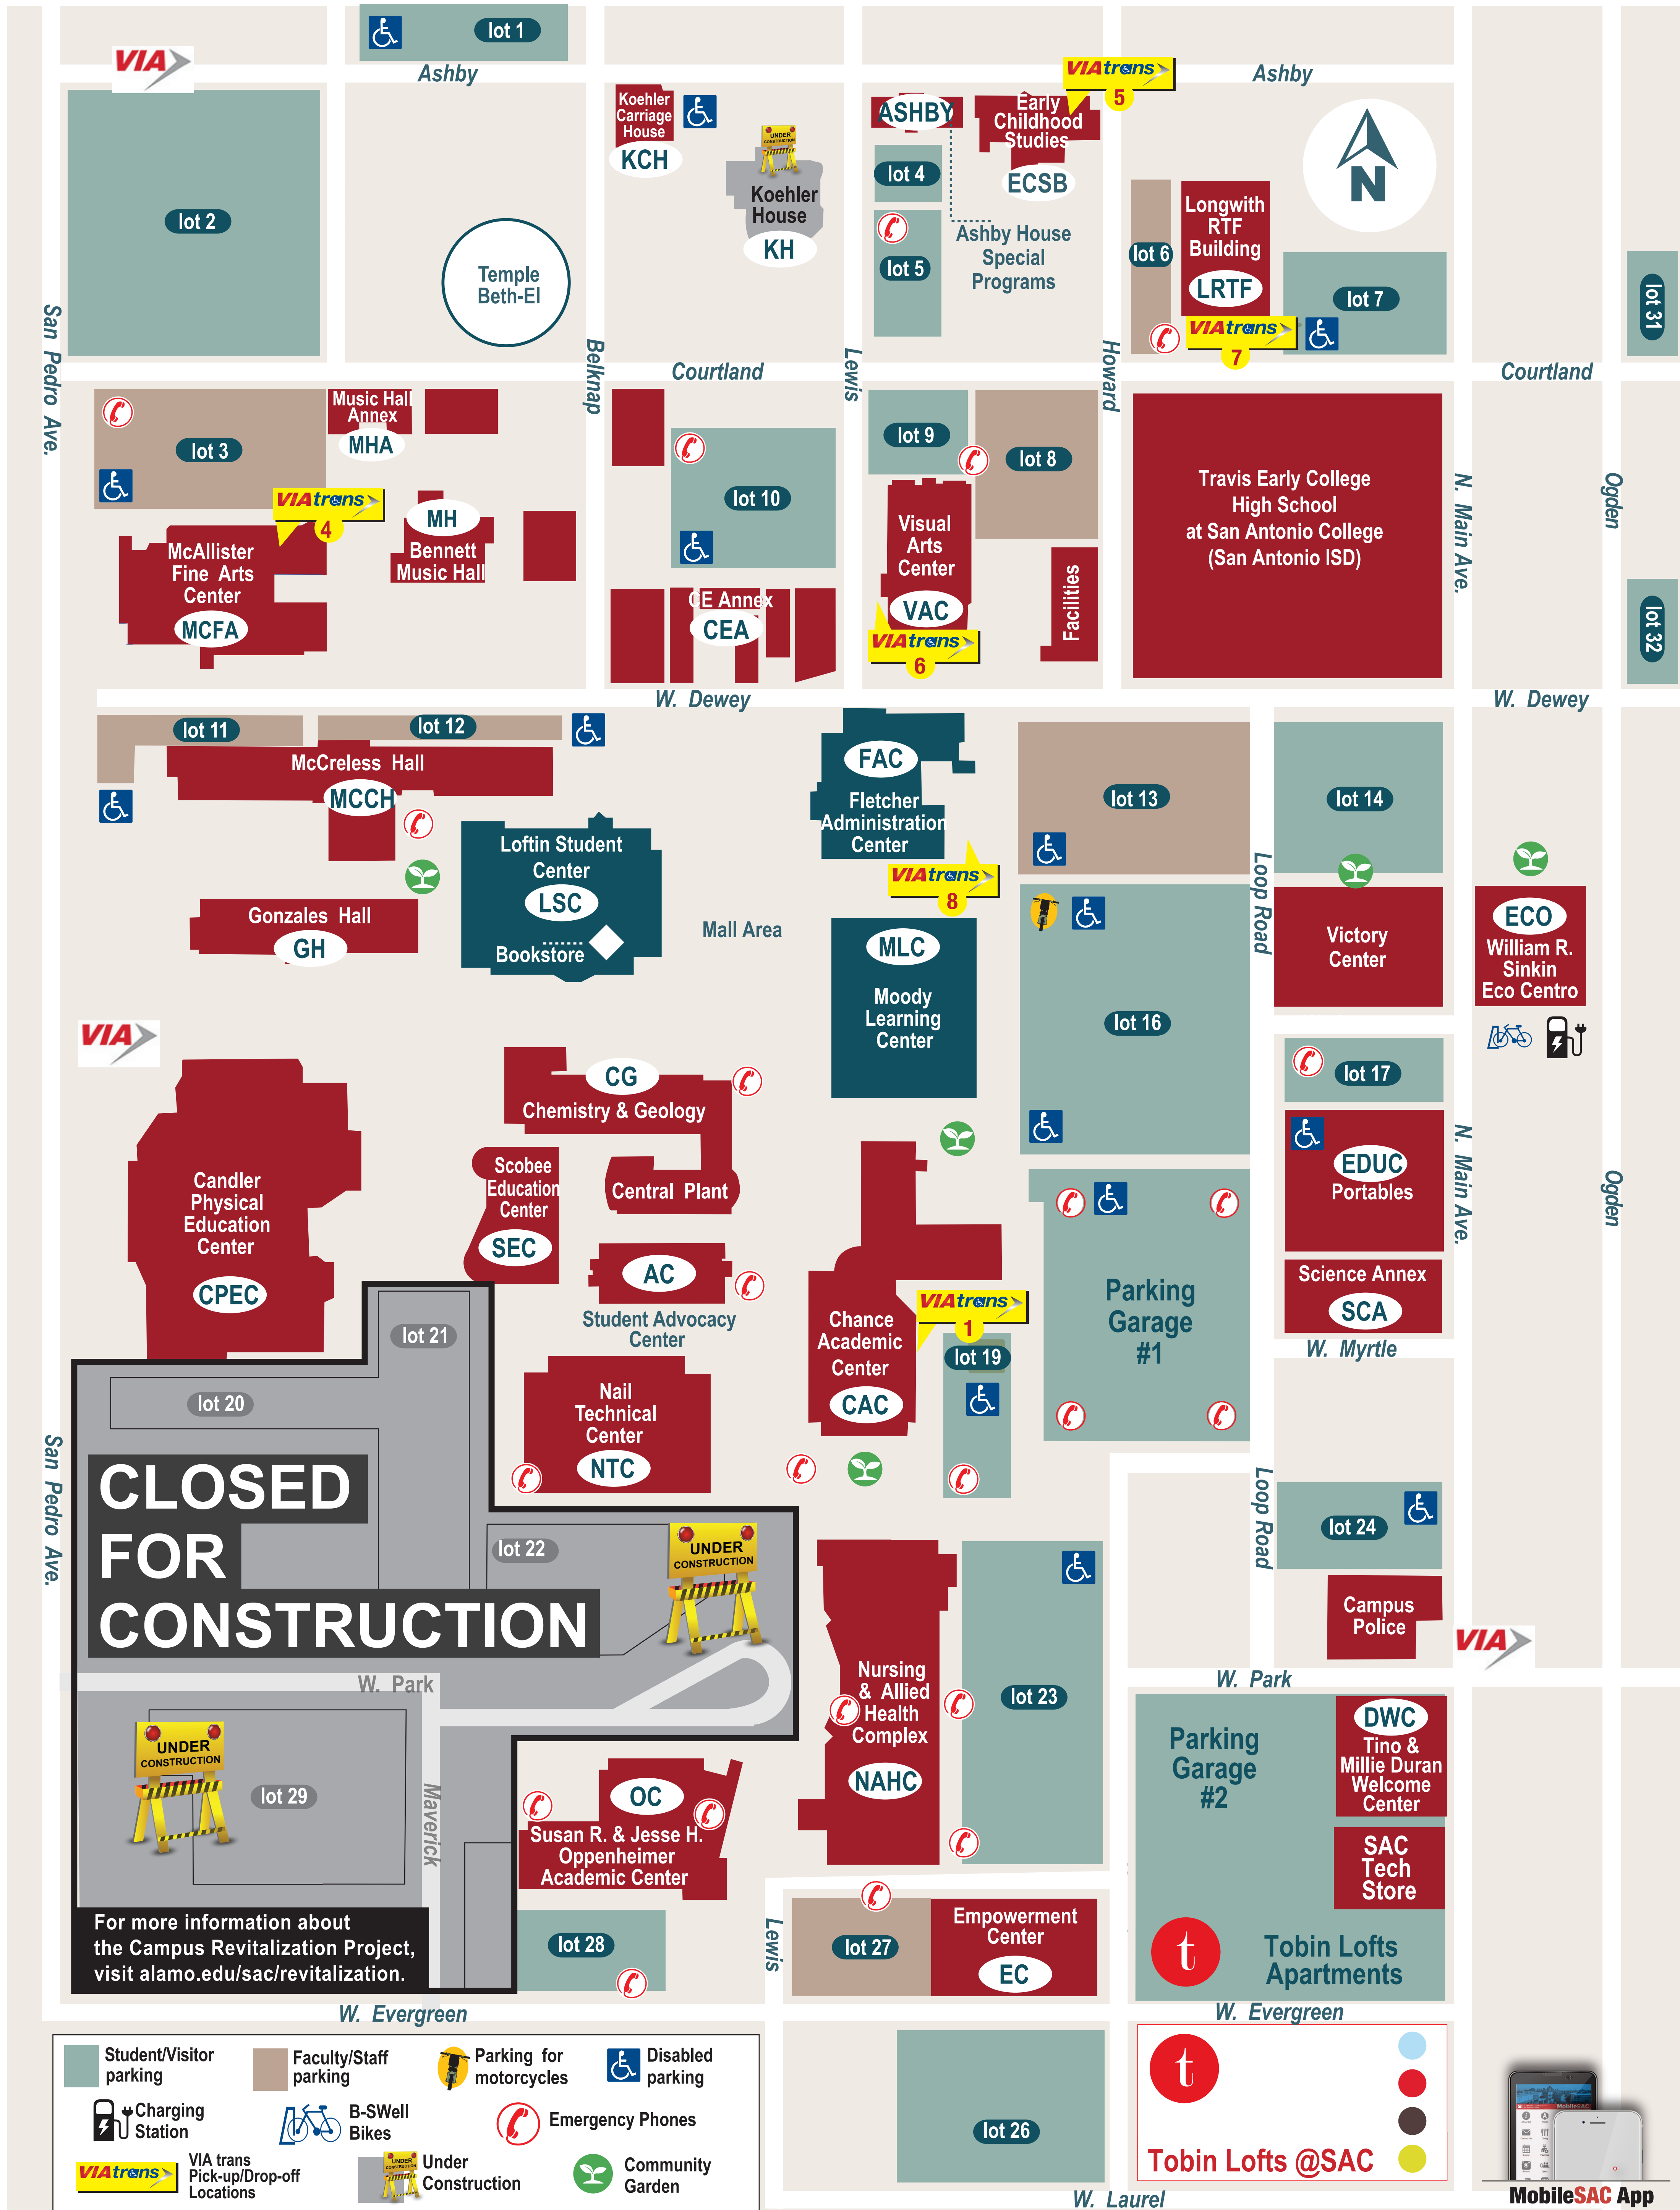 lot 1
VIA
Ashby
VIAtrans
5
Ashby
Koehler
Carriage
House
KCH
UNDER
CONSTRUCTION
Koehler
House
KH
ASHBY
Early
Childhood
Studies
ECSB
lot 4
lot 5
Ashby House
Special
Programs
N
lot 2
Temple
Beth-El
lot 6
Longwith
RTF
Building
LRTF
VIAtrans
7
lot 7
lot 31
San Pedro Ave.
Belknap
Courtland
Lewis
Howard
Courtland
lot 3
Music Hall
Annex
MHA
VIAtrans
4
MH
Bennett
Music Hall
McAllister
Fine Arts
Center
MCFA
lot 10
CE Annex
CEA
lot 9
lot 8
Visual
Arts
Center
VAC
VIAtrans
6
Facilities
Travis Early College
High School
at San Antonio College
(San Antonio ISD)
N. Main Ave.
Ogden
lot 32
W. Dewey
W. Dewey
lot 11
lot 12
McCreless Hall
MCCH
Loftin Student
Center
LSC
Bookstore
Gonzales Hall
GH
Mall Area
FAC
Fletcher
Administration
Center
VIAtrans
8
MLC
Moody
Learning
Center
lot 13
lot 14
Loop Road
lot 16
Victory
Center
ECO
William R.
Sinkin
Eco Centro
VIA
CG
Chemistry & Geology
Scobee
Education
Center
SEC
Central Plant
AC
Student Advocacy
Center
Candler
Physical
Education
Center
CPEC
lot 17
EDUC
Portables
Science Annex
SCA
W. Myrtle
N. Main Ave.
Ogden
Parking
Garage
#1
Chance
Academic
Center
CAC
VIAtrans
1
lot 19
lot 21
lot 20
Nail
Technical
Center
NTC
San Pedro Ave.
CLOSED
FOR
CONSTRUCTION
lot 22
UNDER
CONSTRUCTION
Loop Road
lot 24
Campus
Police
VIA
W. Park
W. Park
Nursing
& Allied
Health
Complex
NAHC
lot 23
UNDER
CONSTRUCTION
lot 29
Maverick
OC
Susan R. & Jesse H.
Oppenheimer
Academic Center
Parking
Garage
#2
DWC
Tino &
Millie Duran
Welcome
Center
SAC
Tech
Store
t
Tobin Lofts
Apartments
For more information about
the Campus Revitalization Project,
visit alamo.edu/sac/revitalization.
lot 28
Lewis
lot 27
Empowerment
Center
EC
W. Evergreen
W. Evergreen
Student/Visitor
parking
Faculty/Staff
parking
Parking for
motorcycles
Disabled
parking
Charging
Station
B-SWell
Bikes
Emergency Phones
VIAtrans
VIA trans
Pick-up/Drop-off
Locations
UNDER
CONSTRUCTION
Under
Construction
Community
Garden
lot 26
t
Tobin Lofts @SAC
W. Laurel
MobileSAC
MobileSAC App